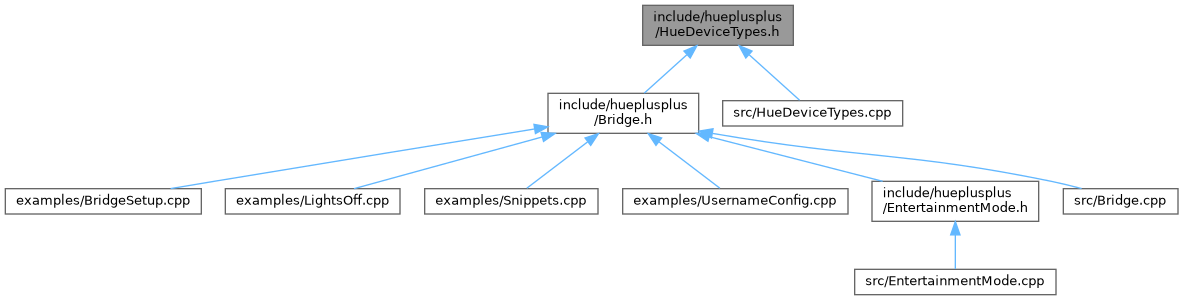 include/hueplusplus
/HueDeviceTypes.h
include/hueplusplus
/Bridge.h
src/HueDeviceTypes.cpp
examples/BridgeSetup.cpp
examples/LightsOff.cpp
examples/Snippets.cpp
examples/UsernameConfig.cpp
include/hueplusplus
/EntertainmentMode.h
src/Bridge.cpp
src/EntertainmentMode.cpp